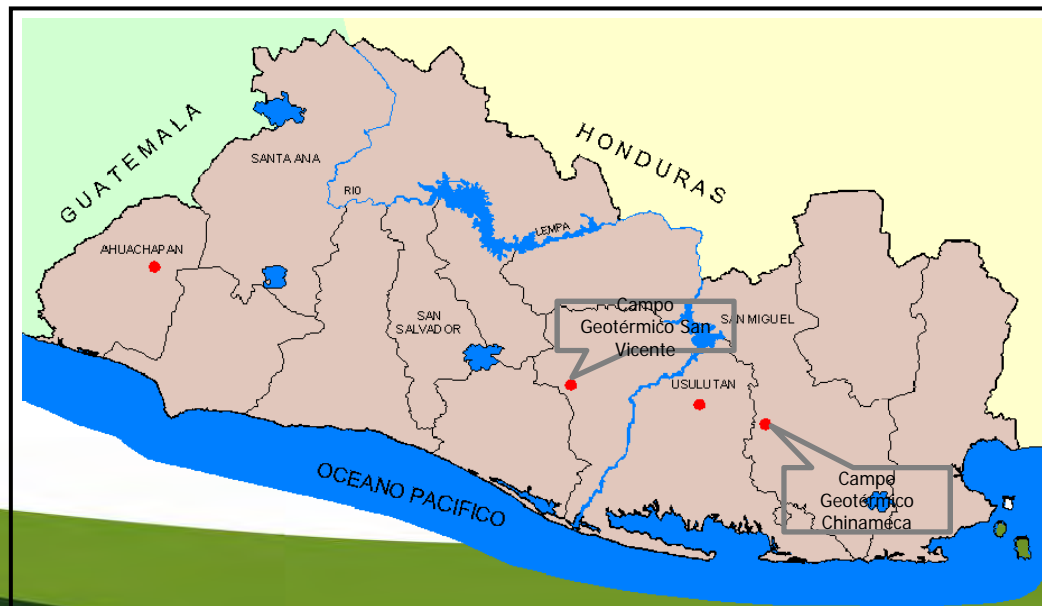 GUATEMALA
HONDURAS
SANTA ANA
RIO
AHUACHAPAN
LEMPA
Campo
Geotérmico San
Vicente
SAN
SALVADOR
SAN MIGUEL
USULUTAN
OCEANO PACIFICO
Campo
Geotérmico
Chinameca